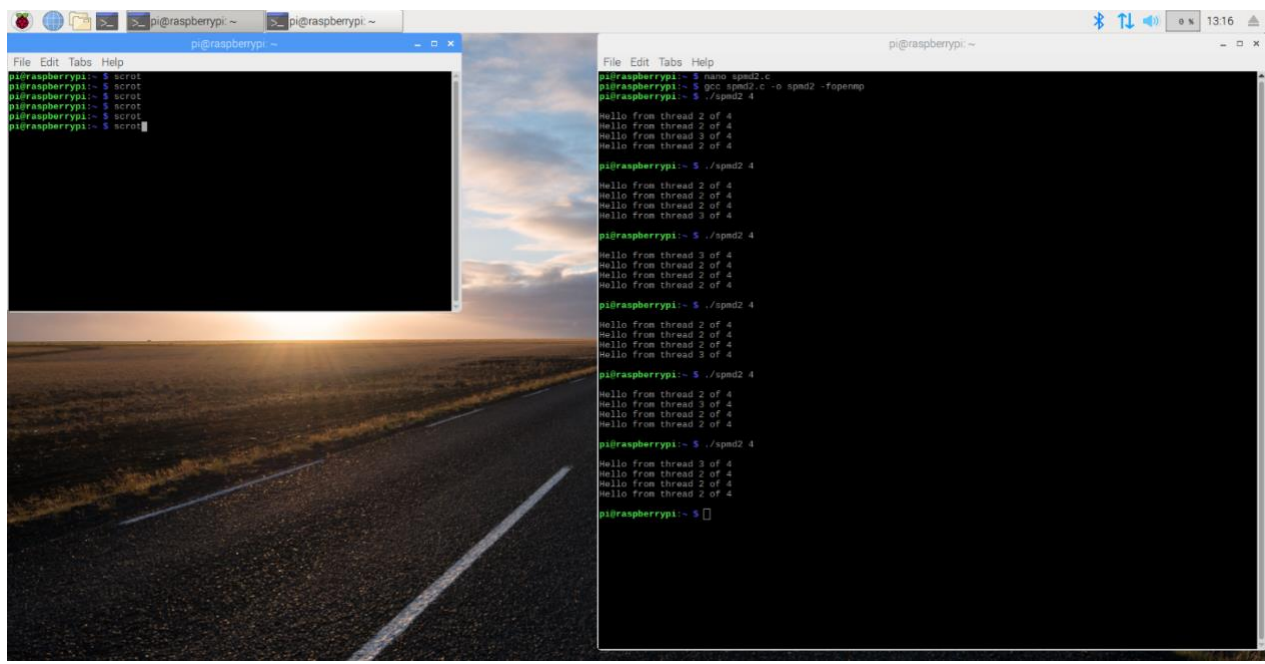 pi@raspberrypi: ~
pi@raspberrypi: ~
0 %
13:16
pi@raspberrypi: ~
File Edit Tabs Help
pi@raspberrypi:~ $ scrot
pi@raspberrypi:~ $ scrot
pi@raspberrypi:~ $ scrot
pi@raspberrypi:~ $ scrot
pi@raspberrypi:~ $ scrot
pi@raspberrypi:~ $ scrot
pi@raspberrypi: ~
File Edit Tabs Help
pi@raspberrypi:~ $ nano spmd2.c
pi@raspberrypi:~ $ gcc spmd2.c -o spmd2 -fopenmp
pi@raspberrypi:~ $ ./spmd2 4
Hello from thread 2 of 4
Hello from thread 2 of 4
Hello from thread 3 of 4
Hello from thread 2 of 4
pi@raspberrypi:~ $ ./spmd2 4
Hello from thread 2 of 4
Hello from thread 2 of 4
Hello from thread 2 of 4
Hello from thread 3 of 4
pi@raspberrypi:~ $ ./spmd2 4
Hello from thread 3 of 4
Hello from thread 2 of 4
Hello from thread 2 of 4
Hello from thread 2 of 4
pi@raspberrypi:~ $ ./spmd2 4
Hello from thread 2 of 4
Hello from thread 2 of 4
Hello from thread 2 of 4
Hello from thread 3 of 4
pi@raspberrypi:~ $ ./spmd2 4
Hello from thread 2 of 4
Hello from thread 3 of 4
Hello from thread 2 of 4
Hello from thread 2 of 4
pi@raspberrypi:~ $ ./spmd2 4
Hello from thread 3 of 4
Hello from thread 2 of 4
Hello from thread 2 of 4
Hello from thread 2 of 4
pi@raspberrypi:~ $